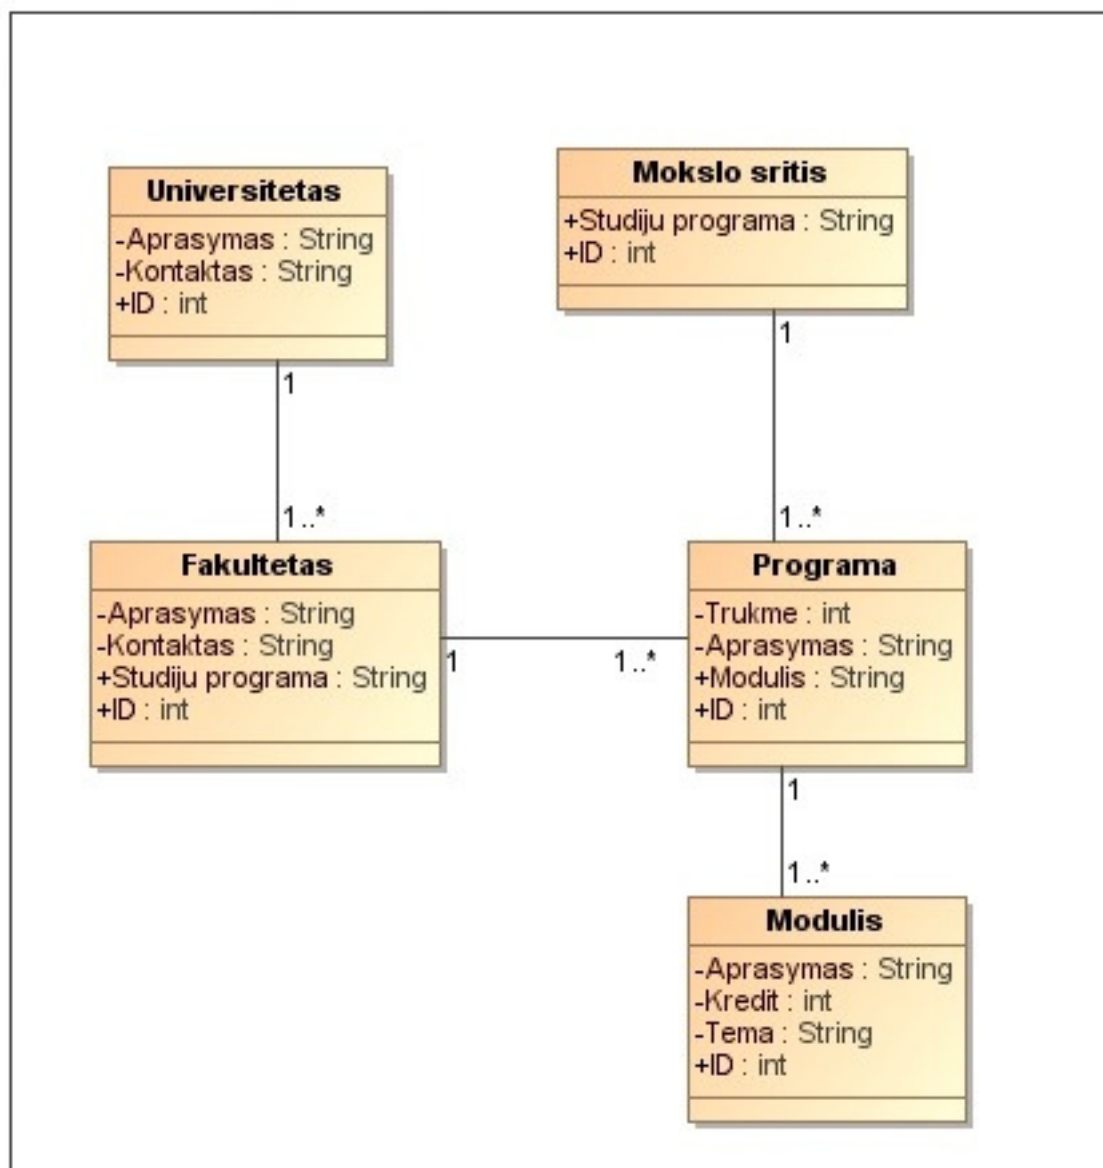 Universitetas
-Aprasymas : String
-Kontaktas : String
+ID : int
1
1..*
Mokslo sritis
+Studiju programa : String
+ID : int
1
1..*
Fakultetas
-Aprasymas : String
-Kontaktas : String
+Studiju programa : String
+ID : int
1
1..*
Programa
-Trukme : int
-Aprasymas : String
+Modulis : String
+ID : int
1
1..*
Modulis
-Aprasymas : String
-Kredit : int
-Tema : String
+ID : int